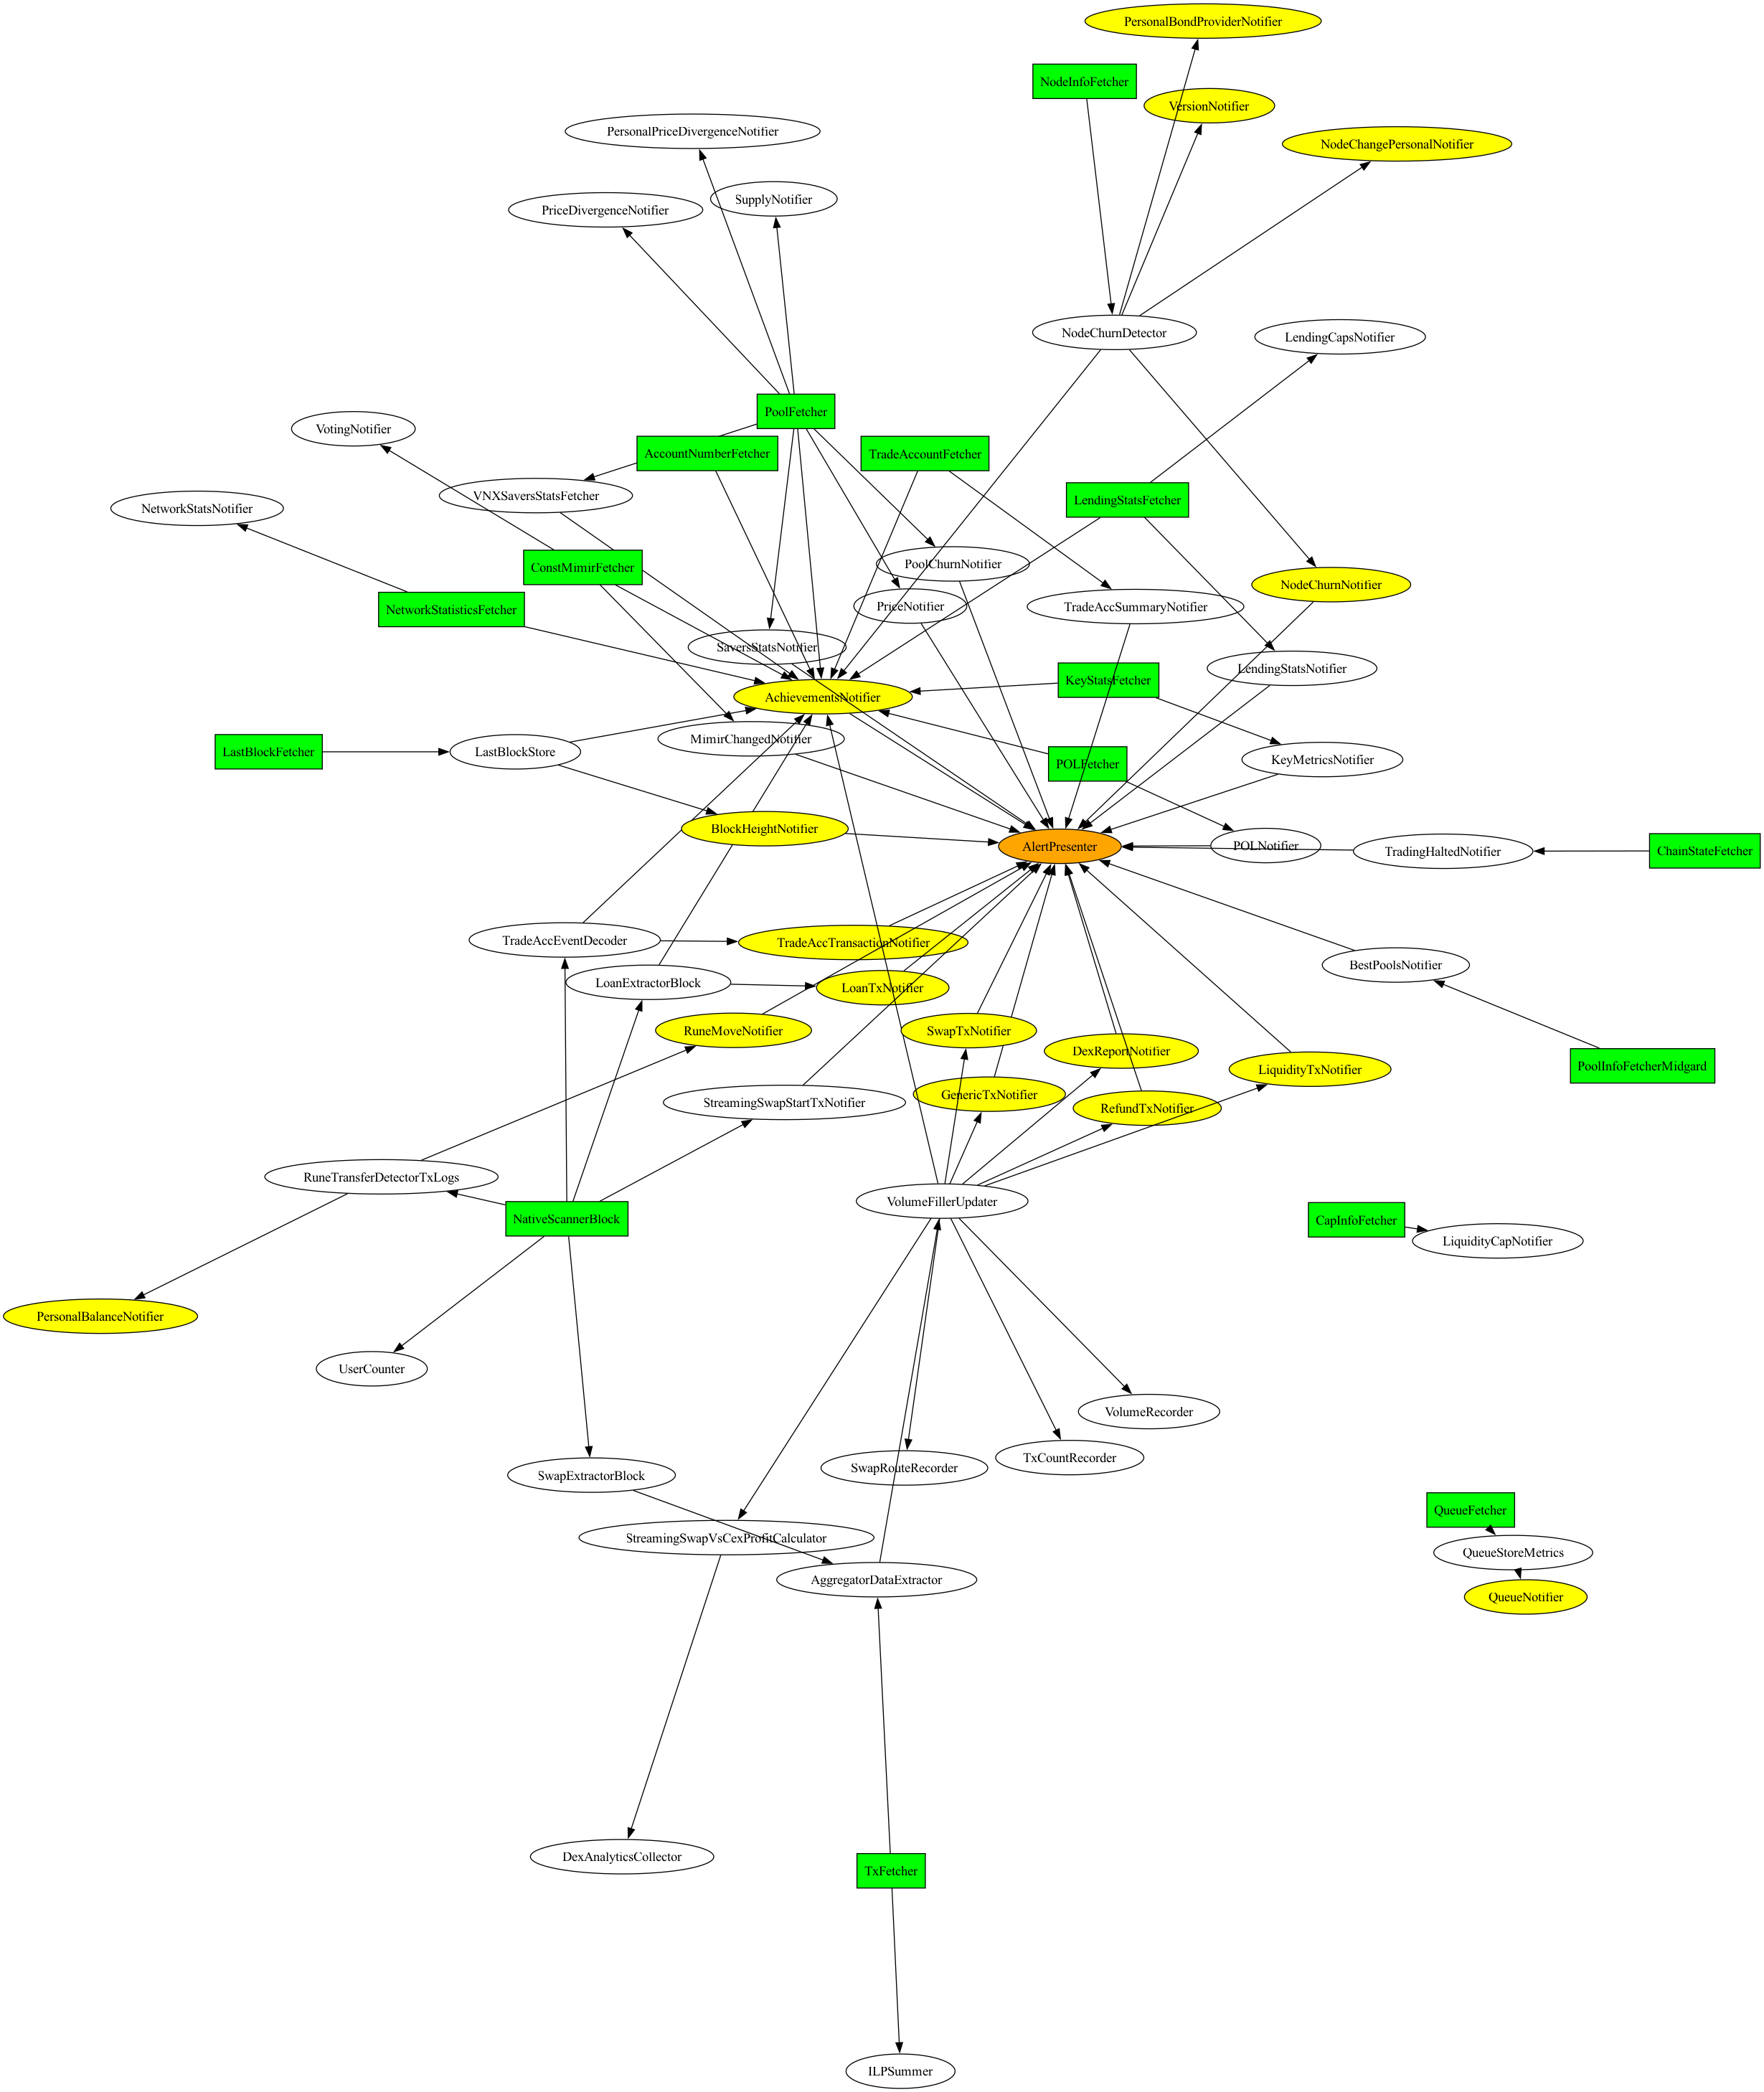 PersonalBondProviderNotifier
NodeInfoFetcher
VersionNotifier
PersonalPriceDivergenceNotifier
NodeChangePersonalNotifier
SupplyNotifier
PriceDivergenceNotifier
NodeChurnDetector
LendingCapsNotifier
PoolFetcher
VotingNotifier
AccountNumberFetcher
TradeAccountFetcher
VNXSaversStatsFetcher
LendingStatsFetcher
NetworkStatsNotifier
PoolChurnNotifier
ConstMimirFetcher
NodeChurnNotifier
NetworkStatisticsFetcher
PriceNotifier
TradeAccSummaryNotifier
SaversStatsNotifier
LendingStatsNotifier
KeyStatsFetcher
AchievementsNotifier
MimirChangedNotifier
LastBlockFetcher
LastBlockStore
KeyMetricsNotifier
POLFetcher
BlockHeightNotifier
AlertPresenter
POLNotifier
TradingHaltedNotifier
ChainStateFetcher
TradeAccEventDecoder
TradeAccTransactionNotifier
BestPoolsNotifier
LoanExtractorBlock
LoanTxNotifier
RuneMoveNotifier
SwapTxNotifier
DexReportNotifier
PoolInfoFetcherMidgard
LiquidityTxNotifier
GenericTxNotifier
StreamingSwapStartTxNotifier
RefundTxNotifier
RuneTransferDetectorTxLogs
VolumeFillerUpdater
NativeScannerBlock
CapInfoFetcher
LiquidityCapNotifier
PersonalBalanceNotifier
UserCounter
VolumeRecorder
TxCountRecorder
SwapRouteRecorder
SwapExtractorBlock
QueueFetcher
StreamingSwapVsCexProfitCalculator
QueueStoreMetrics
AggregatorDataExtractor
QueueNotifier
DexAnalyticsCollector
TxFetcher
ILPSummer